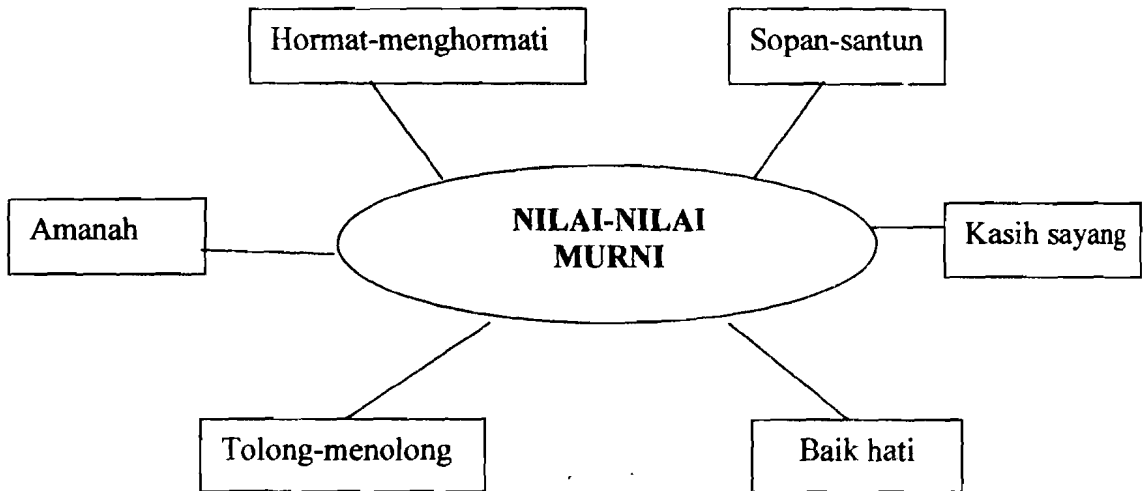 Hormat-menghormati
Sopan-santun
Amanah
NILAI-NILAI
MURNI
Kasih sayang
Tolong-menolong
Baik hati